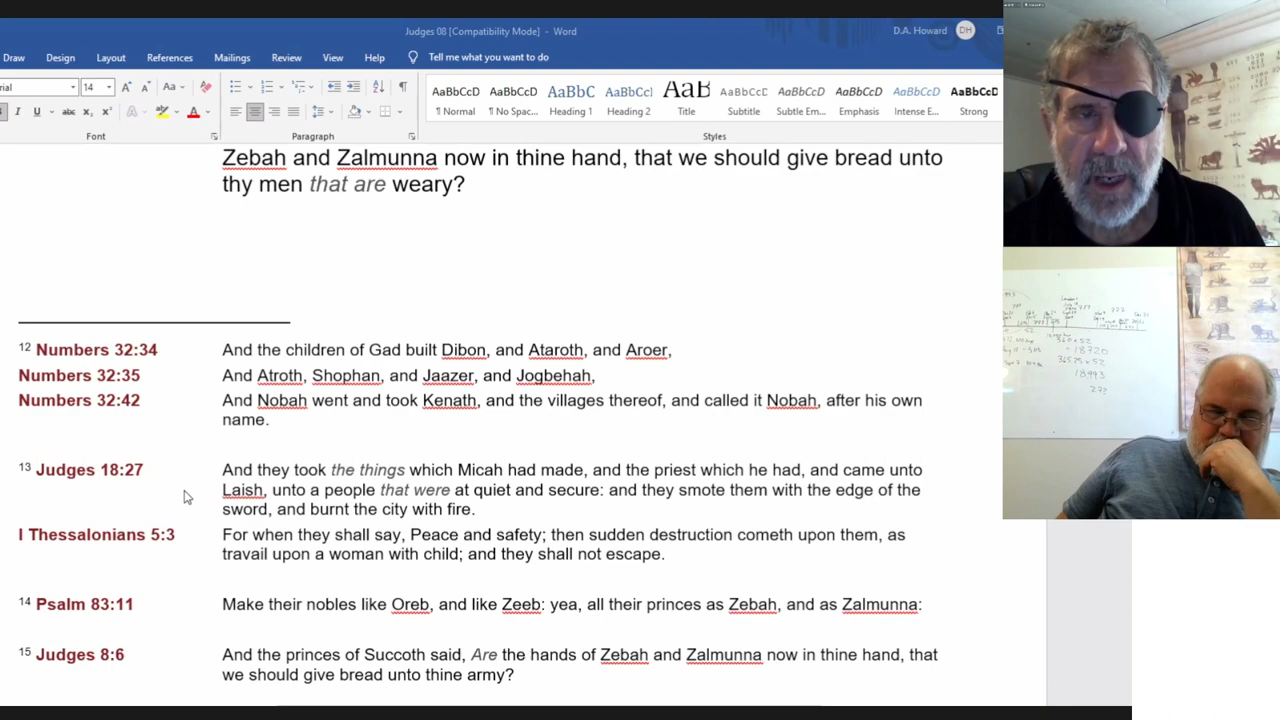 Judges 08 [Compatibility Mode] - Word
D.A. Howard
DH
Draw Design Layout References Mailings Review View Help Tell me what you want to do
14
Font
Paragraph
AaBbCcD AaBbCcD AaBbC AaBbCc AaB AaBbCcD AaBbCcD AaBbCcD AaBbCcD AaBbCcD
¶ Normal ¶ No Spac... Heading 1 Heading 2 Title Subtitle Subtle Em... Emphasis Intense E... Strong
Styles
Zebah and Zalmunna now in thine hand, that we should give bread unto
thy men that are weary?
12 Numbers 32:34 And the children of Gad built Dibon, and Ataroth, and Aroer,
Numbers 32:35 And Atroth, Shophan, and Jaazer, and Jogbehah,
Numbers 32:42 And Nobah went and took Kenath, and the villages thereof, and called it Nobah, after his own
name.
13 Judges 18:27 And they took the things which Micah had made, and the priest which he had, and came unto
Laish, unto a people that were at quiet and secure: and they smote them with the edge of the
sword, and burnt the city with fire.
I Thessalonians 5:3 For when they shall say, Peace and safety; then sudden destruction cometh upon them, as
travail upon a woman with child; and they shall not escape.
14 Psalm 83:11 Make their nobles like Oreb, and like Zeeb: yea, all their princes as Zebah, and as Zalmunna:
15 Judges 8:6 And the princes of Succoth said, Are the hands of Zebah and Zalmunna now in thine hand, that
we should give bread unto thine army?
360 x 52
18720
365.25 x 52
18993
273